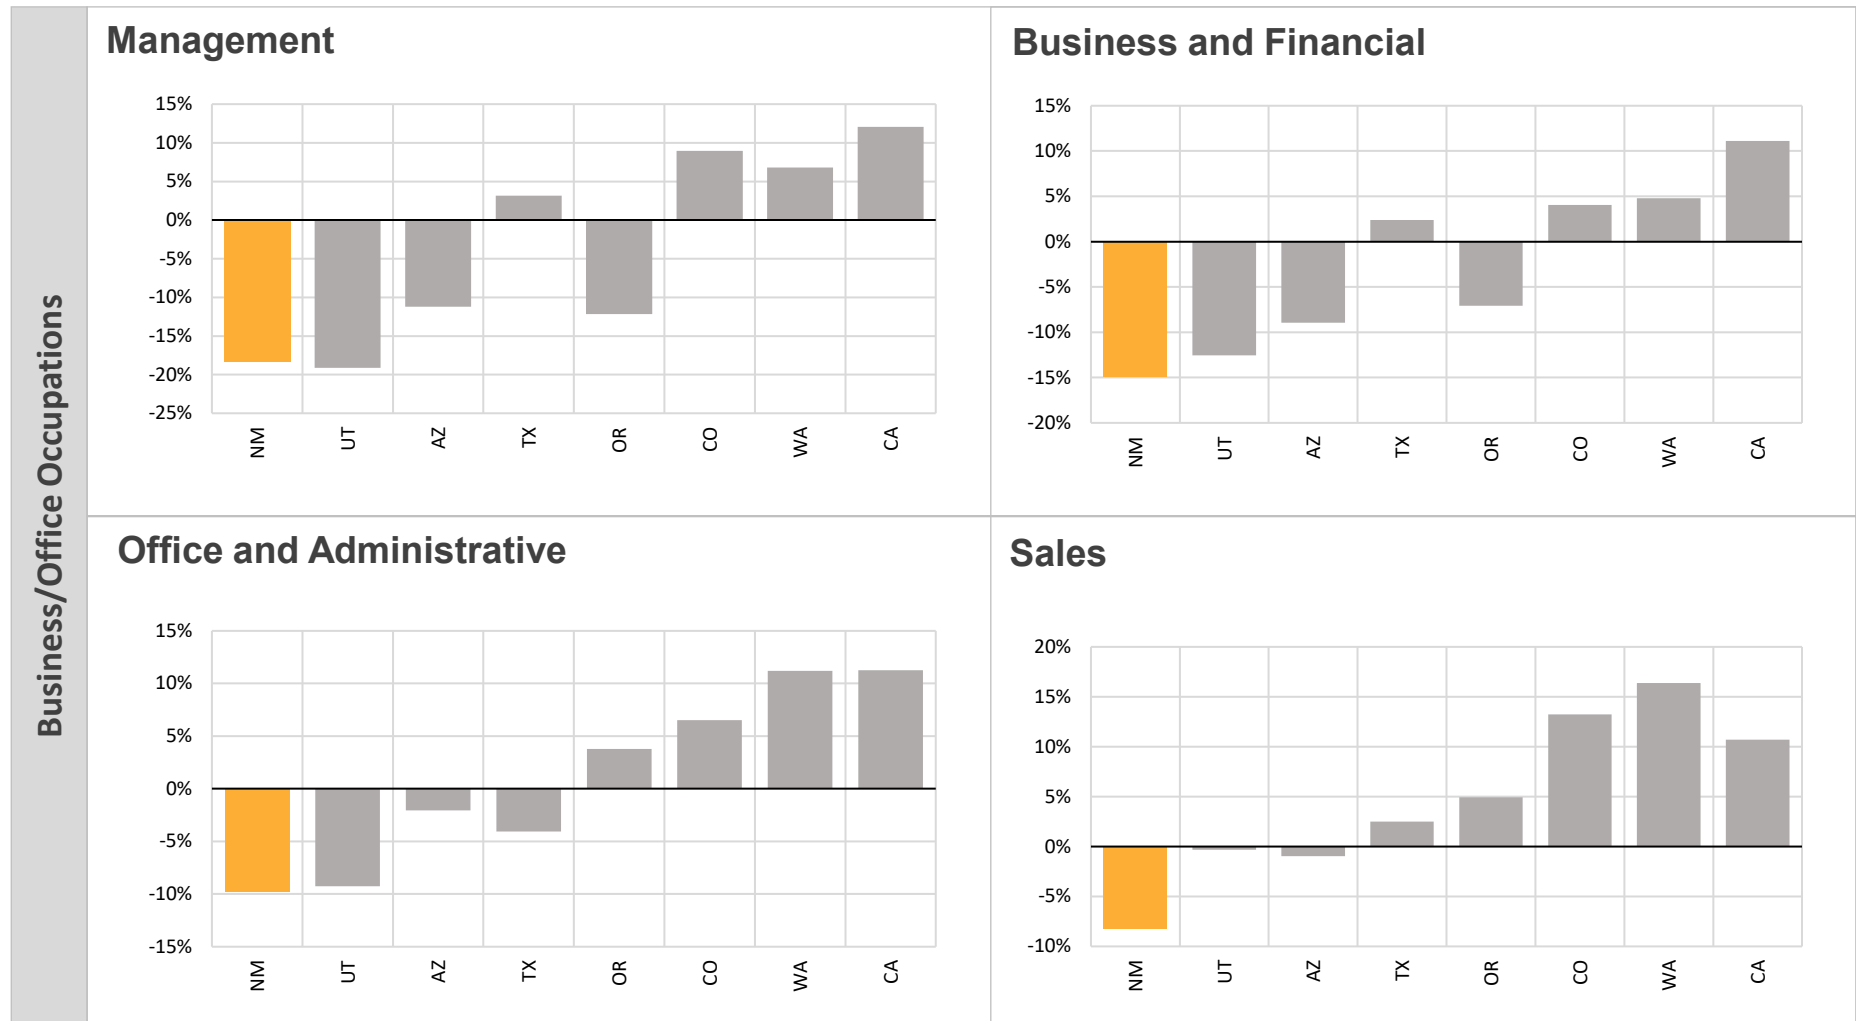 Business/Office Occupations
Management
15%
10%
5%
0%
-5%
-10%
-15%
-20%
-25%
NM
UT
AZ
TX
OR
CO
WA
CA
Business and Financial
15%
10%
5%
0%
-5%
-10%
-15%
-20%
NM
UT
AZ
TX
OR
CO
WA
CA
Office and Administrative
15%
10%
5%
0%
-5%
-10%
-15%
NM
UT
AZ
TX
OR
CO
WA
CA
Sales
20%
15%
10%
5%
0%
-5%
-10%
NM
UT
AZ
TX
OR
CO
WA
CA